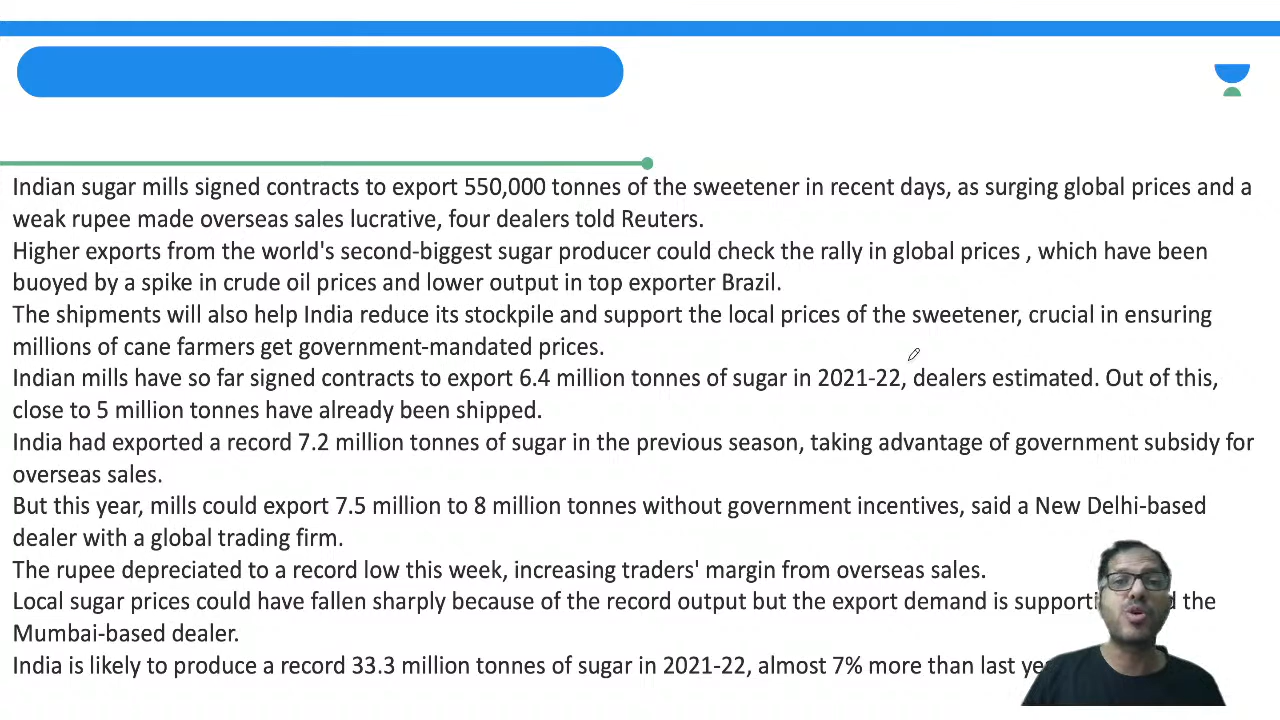 Indian sugar mills signed contracts to export 550,000 tonnes of the sweetener in recent days, as surging global prices and a
weak rupee made overseas sales lucrative, four dealers told Reuters.
Higher exports from the world's second-biggest sugar producer could check the rally in global prices , which have been
buoyed by a spike in crude oil prices and lower output in top exporter Brazil.
The shipments will also help India reduce its stockpile and support the local prices of the sweetener, crucial in ensuring
millions of cane farmers get government-mandated prices.
Indian mills have so far signed contracts to export 6.4 million tonnes of sugar in 2021-22, dealers estimated. Out of this,
close to 5 million tonnes have already been shipped.
India had exported a record 7.2 million tonnes of sugar in the previous season, taking advantage of government subsidy for
overseas sales.
But this year, mills could export 7.5 million to 8 million tonnes without government incentives, said a New Delhi-based
dealer with a global trading firm.
The rupee depreciated to a record low this week, increasing traders' margin from overseas sales.
Local sugar prices could have fallen sharply because of the record output but the export demand is the
Mumbai-based dealer.
India is likely to produce a record 33.3 million tonnes of sugar in 2021-22, almost 7% more than last